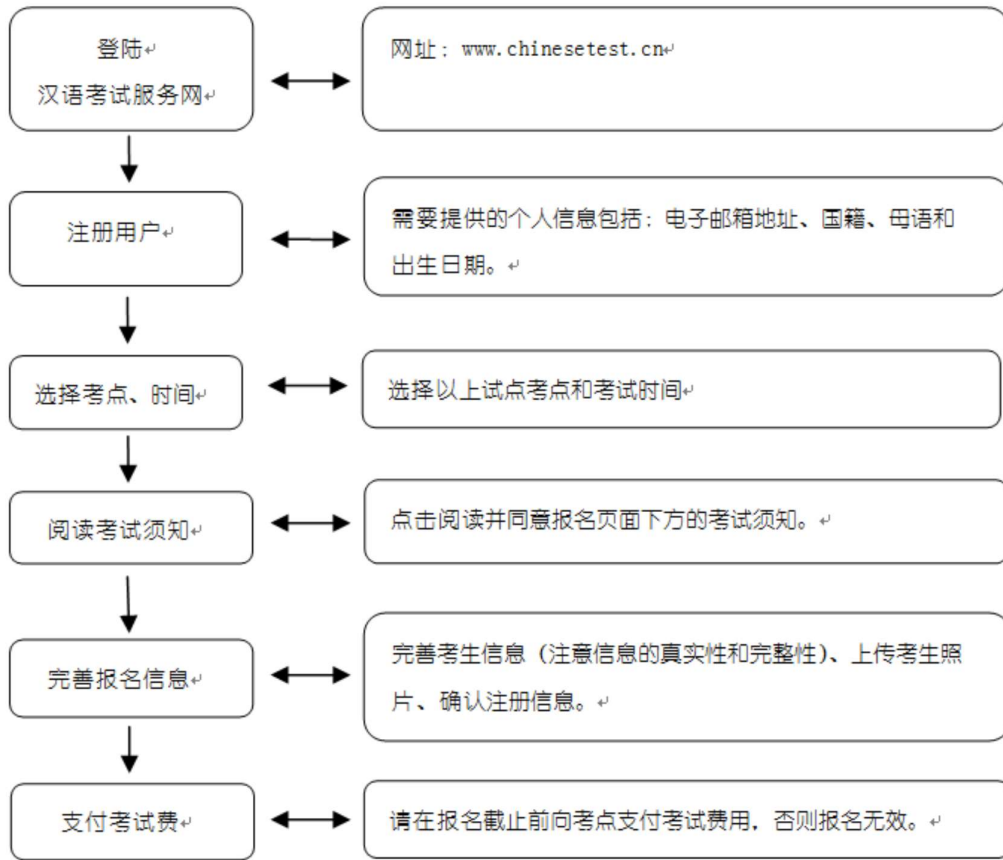 登陆
汉语考试服务网
网址：www.chinesetest.cn
注册用户
需要提供的个人信息包括：电子邮箱地址、国籍、母语和
出生日期。
选择考点、时间
选择以上试点考点和考试时间
阅读考试须知
点击阅读并同意报名页面下方的考试须知。
完善报名信息
完善考生信息（注意信息的真实性和完整性）、上传考生照
片、确认注册信息。
支付考试费
请在报名截止前向考点支付考试费用，否则报名无效。